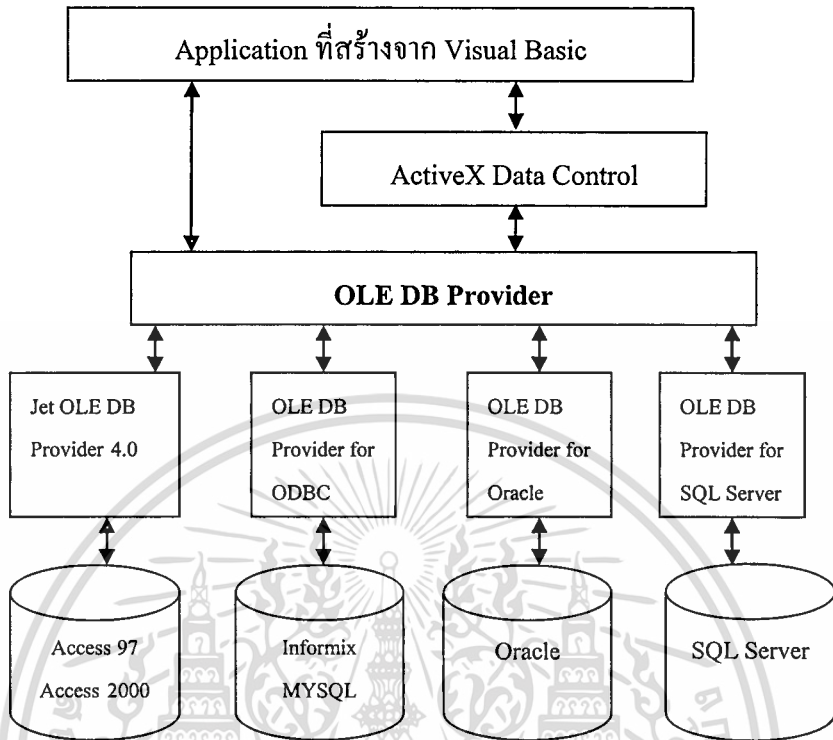 Application ที่สร้างจาก Visual Basic
ActiveX Data Control
OLE DB Provider
Jet OLE DB
Provider 4.0
OLE DB
Provider for
ODBC
OLE DB
Provider for
Oracle
OLE DB
Provider for
SQL Server
Access 97
Access 2000
Informix
MYSQL
Oracle
SQL Server